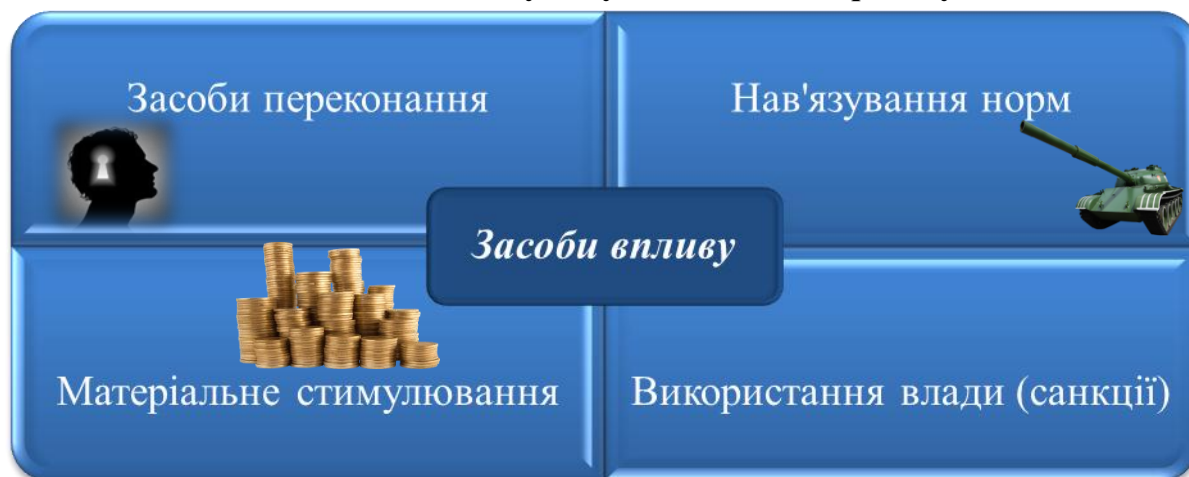 Засоби переконання
Нав'язування норм
Засоби впливу
Матеріальне стимулювання
Використання влади (санкції)